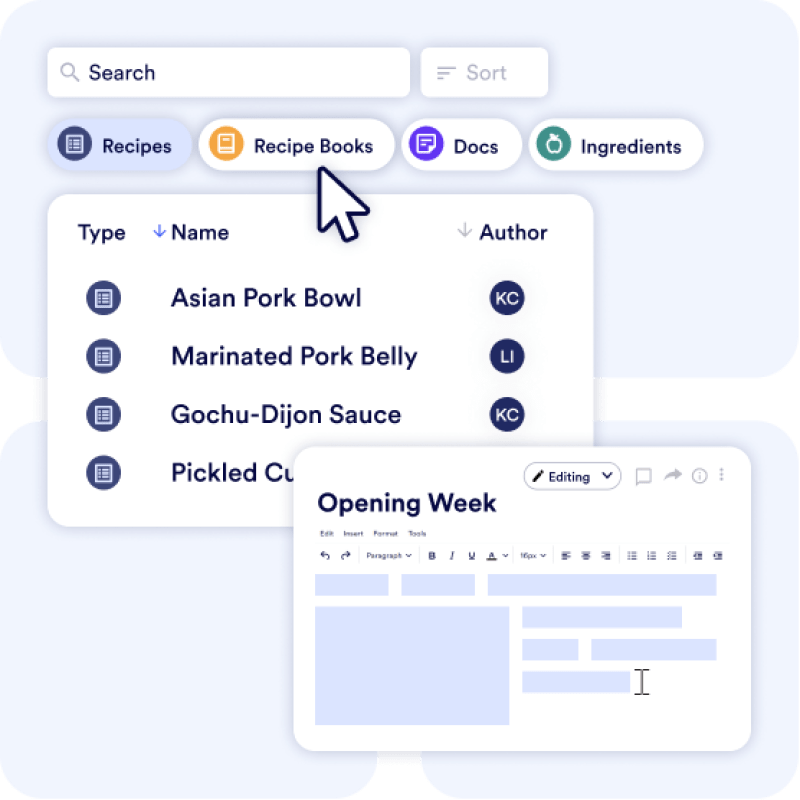 Search
Sort
Recipes
Recipe Books
Docs
Ingredients
Type
Name
Author
Asian Pork Bowl
KC
Marinated Pork Belly
LI
Gochu-Dijon Sauce
KC
Pickled Cu
Editing
Opening Week
Edit Insert Format Tools
Paragraph B I U A 16px